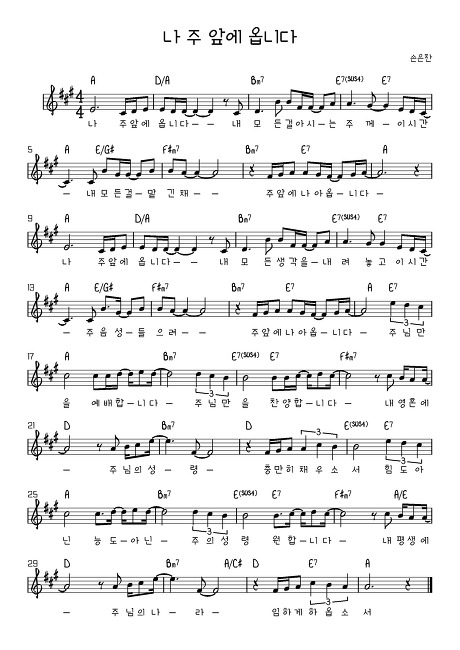 나 주 앞에 옵니다
손은찬
A D/A Bm7 E7(SUS4) E7
나 주앞에 옵니다-- 내 모 든걸아시-는 주 께-이시간
5 A E/G# F#m7 Bm7 E7
-내모든걸-맡 긴채-- 주앞에나아옵-니다-
9 A D/A Bm7 E7(SUS4) E7
나 주앞에 옵니다-- 내 모 든생각을-내 려 놓고이시간
13 A E/G# F#m7 Bm7 E7 A
-주음성-들 으러-- 주앞에나아옵-니다- 주님만
3
17 A Bm7 E7(SUS4) E7 F#m7
을 예배합-니다- 주님만 을 찬양합-니다- 내영혼에
3
21 D A Bm7 D E(SUS4) E7
- 주님의성-령 충만히채우소서 힘도아
3 3
25 A Bm7 E(SUS4) E7 F#m7 A/E
닌 능도-아닌- 주의성령 원합-니다- 내평생에
3
29 D A Bm7 A/C# D E7 A
- 주님의나-라- 임하게하옵소서
3